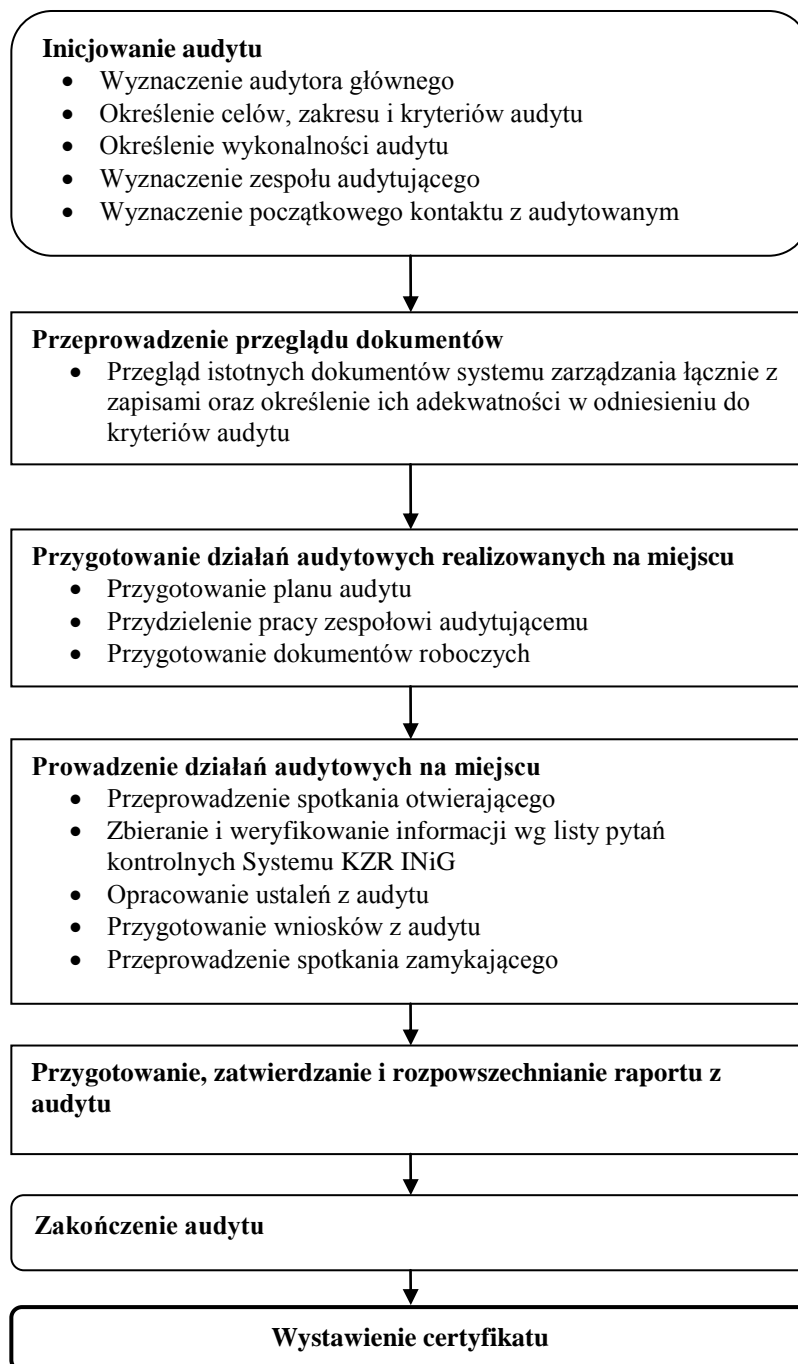 Inicjowanie audytu
• Wyznaczenie audytora głównego
• Określenie celów, zakresu i kryteriów audytu
• Określenie wykonalności audytu
• Wyznaczenie zespołu audytującego
• Wyznaczenie początkowego kontaktu z audytowanym
Przeprowadzenie przeglądu dokumentów
• Przegląd istotnych dokumentów systemu zarządzania łącznie z
zapisami oraz określenie ich adekwatności w odniesieniu do
kryteriów audytu
Przygotowanie działań audytowych realizowanych na miejscu
• Przygotowanie planu audytu
• Przydzielenie pracy zespołowi audytującemu
• Przygotowanie dokumentów roboczych
Prowadzenie działań audytowych na miejscu
• Przeprowadzenie spotkania otwierającego
• Zbieranie i weryfikowanie informacji wg listy pytań
kontrolnych Systemu KZR INiG
• Opracowanie ustaleń z audytu
• Przygotowanie wniosków z audytu
• Przeprowadzenie spotkania zamykającego
Przygotowanie, zatwierdzanie i rozpowszechnianie raportu z
audytu
Zakończenie audytu
Wystawienie certyfikatu